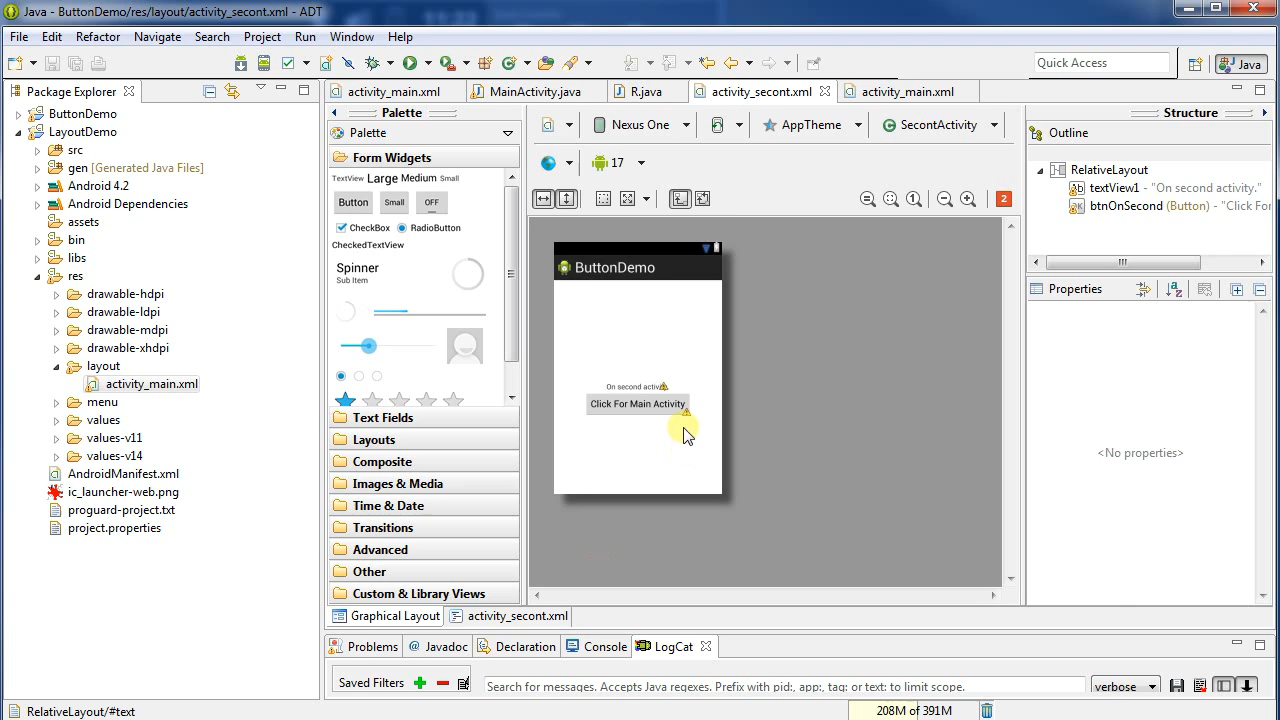 Java - ButtonDemo/res/layout/activity_secont.xml - ADT
File Edit Refactor Navigate Search Project Run Window Help
Quick Access
Java
Package Explorer
activity_main.xml
MainActivity.java
R.java
activity_secont.xml
activity_main.xml
ButtonDemo
LayoutDemo
src
gen [Generated Java Files]
Android 4.2
Android Dependencies
assets
bin
libs
res
drawable-hdpi
drawable-ldpi
drawable-mdpi
drawable-xhdpi
layout
activity_main.xml
menu
values
values-v11
values-v14
AndroidManifest.xml
ic_launcher-web.png
proguard-project.txt
project.properties
Palette
Palette
Form Widgets
TextView Large Medium Small
Button Small OFF
CheckBox RadioButton
CheckedTextView
Spinner
Sub Item
Text Fields
Layouts
Composite
Images & Media
Time & Date
Transitions
Advanced
Other
Custom & Library Views
Nexus One AppTheme SecontActivity
17
2
ButtonDemo
On second activ
Click For Main Activity
Graphical Layout
activity_secont.xml
Structure
Outline
RelativeLayout
textView1 - "On second activity."
btnOnSecond (Button) - "Click For
Properties
<No properties>
Problems @ Javadoc Declaration Console LogCat
Saved Filters
Search for messages. Accepts Java regexes. Prefix with pid:, app:, tag: or text: to limit scope.
verbose
RelativeLayout/#text
208M of 391M